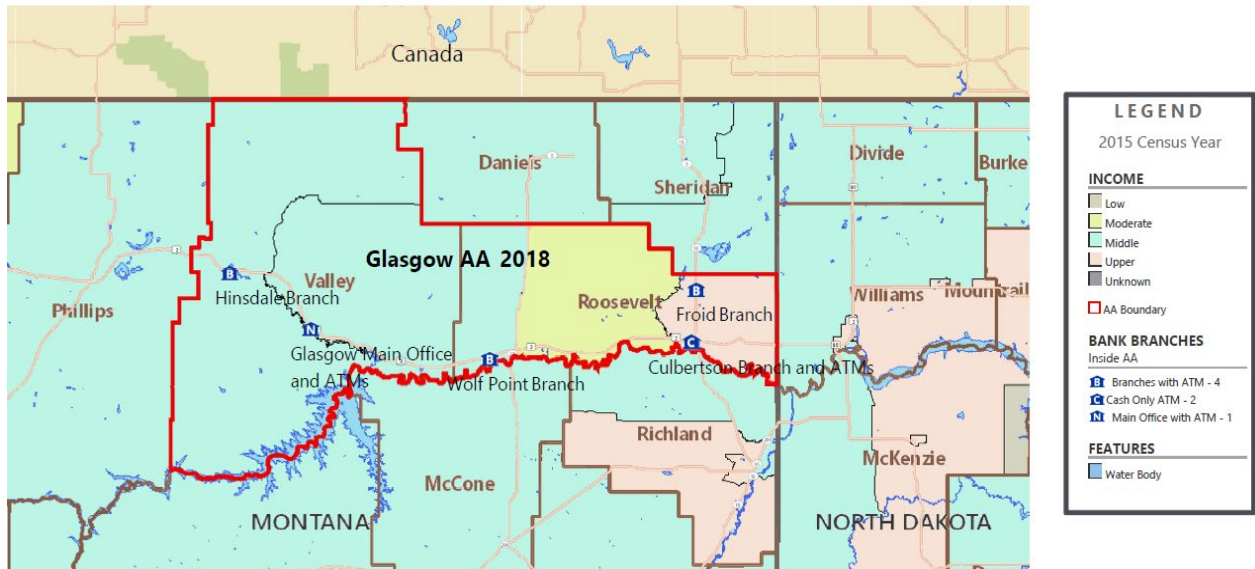 Canada
Daniels
Divide
Burke
Sheridan
Glasgow AA 2018
Valley
Hinsdale Branch
Phillips
Roosevelt
Froid Branch
Williams
Mountrail
Glasgow Main Office
and ATMs
Wolf Point Branch
Culbertson Branch and ATMs
Richland
McKenzie
McCone
MONTANA
NORTH DAKOTA
LEGEND
2015 Census Year
INCOME
Low
Moderate
Middle
Upper
Unknown
AA Boundary
BANK BRANCHES
Inside AA
B Branches with ATM - 4
C Cash Only ATM - 2
N Main Office with ATM - 1
FEATURES
Water Body